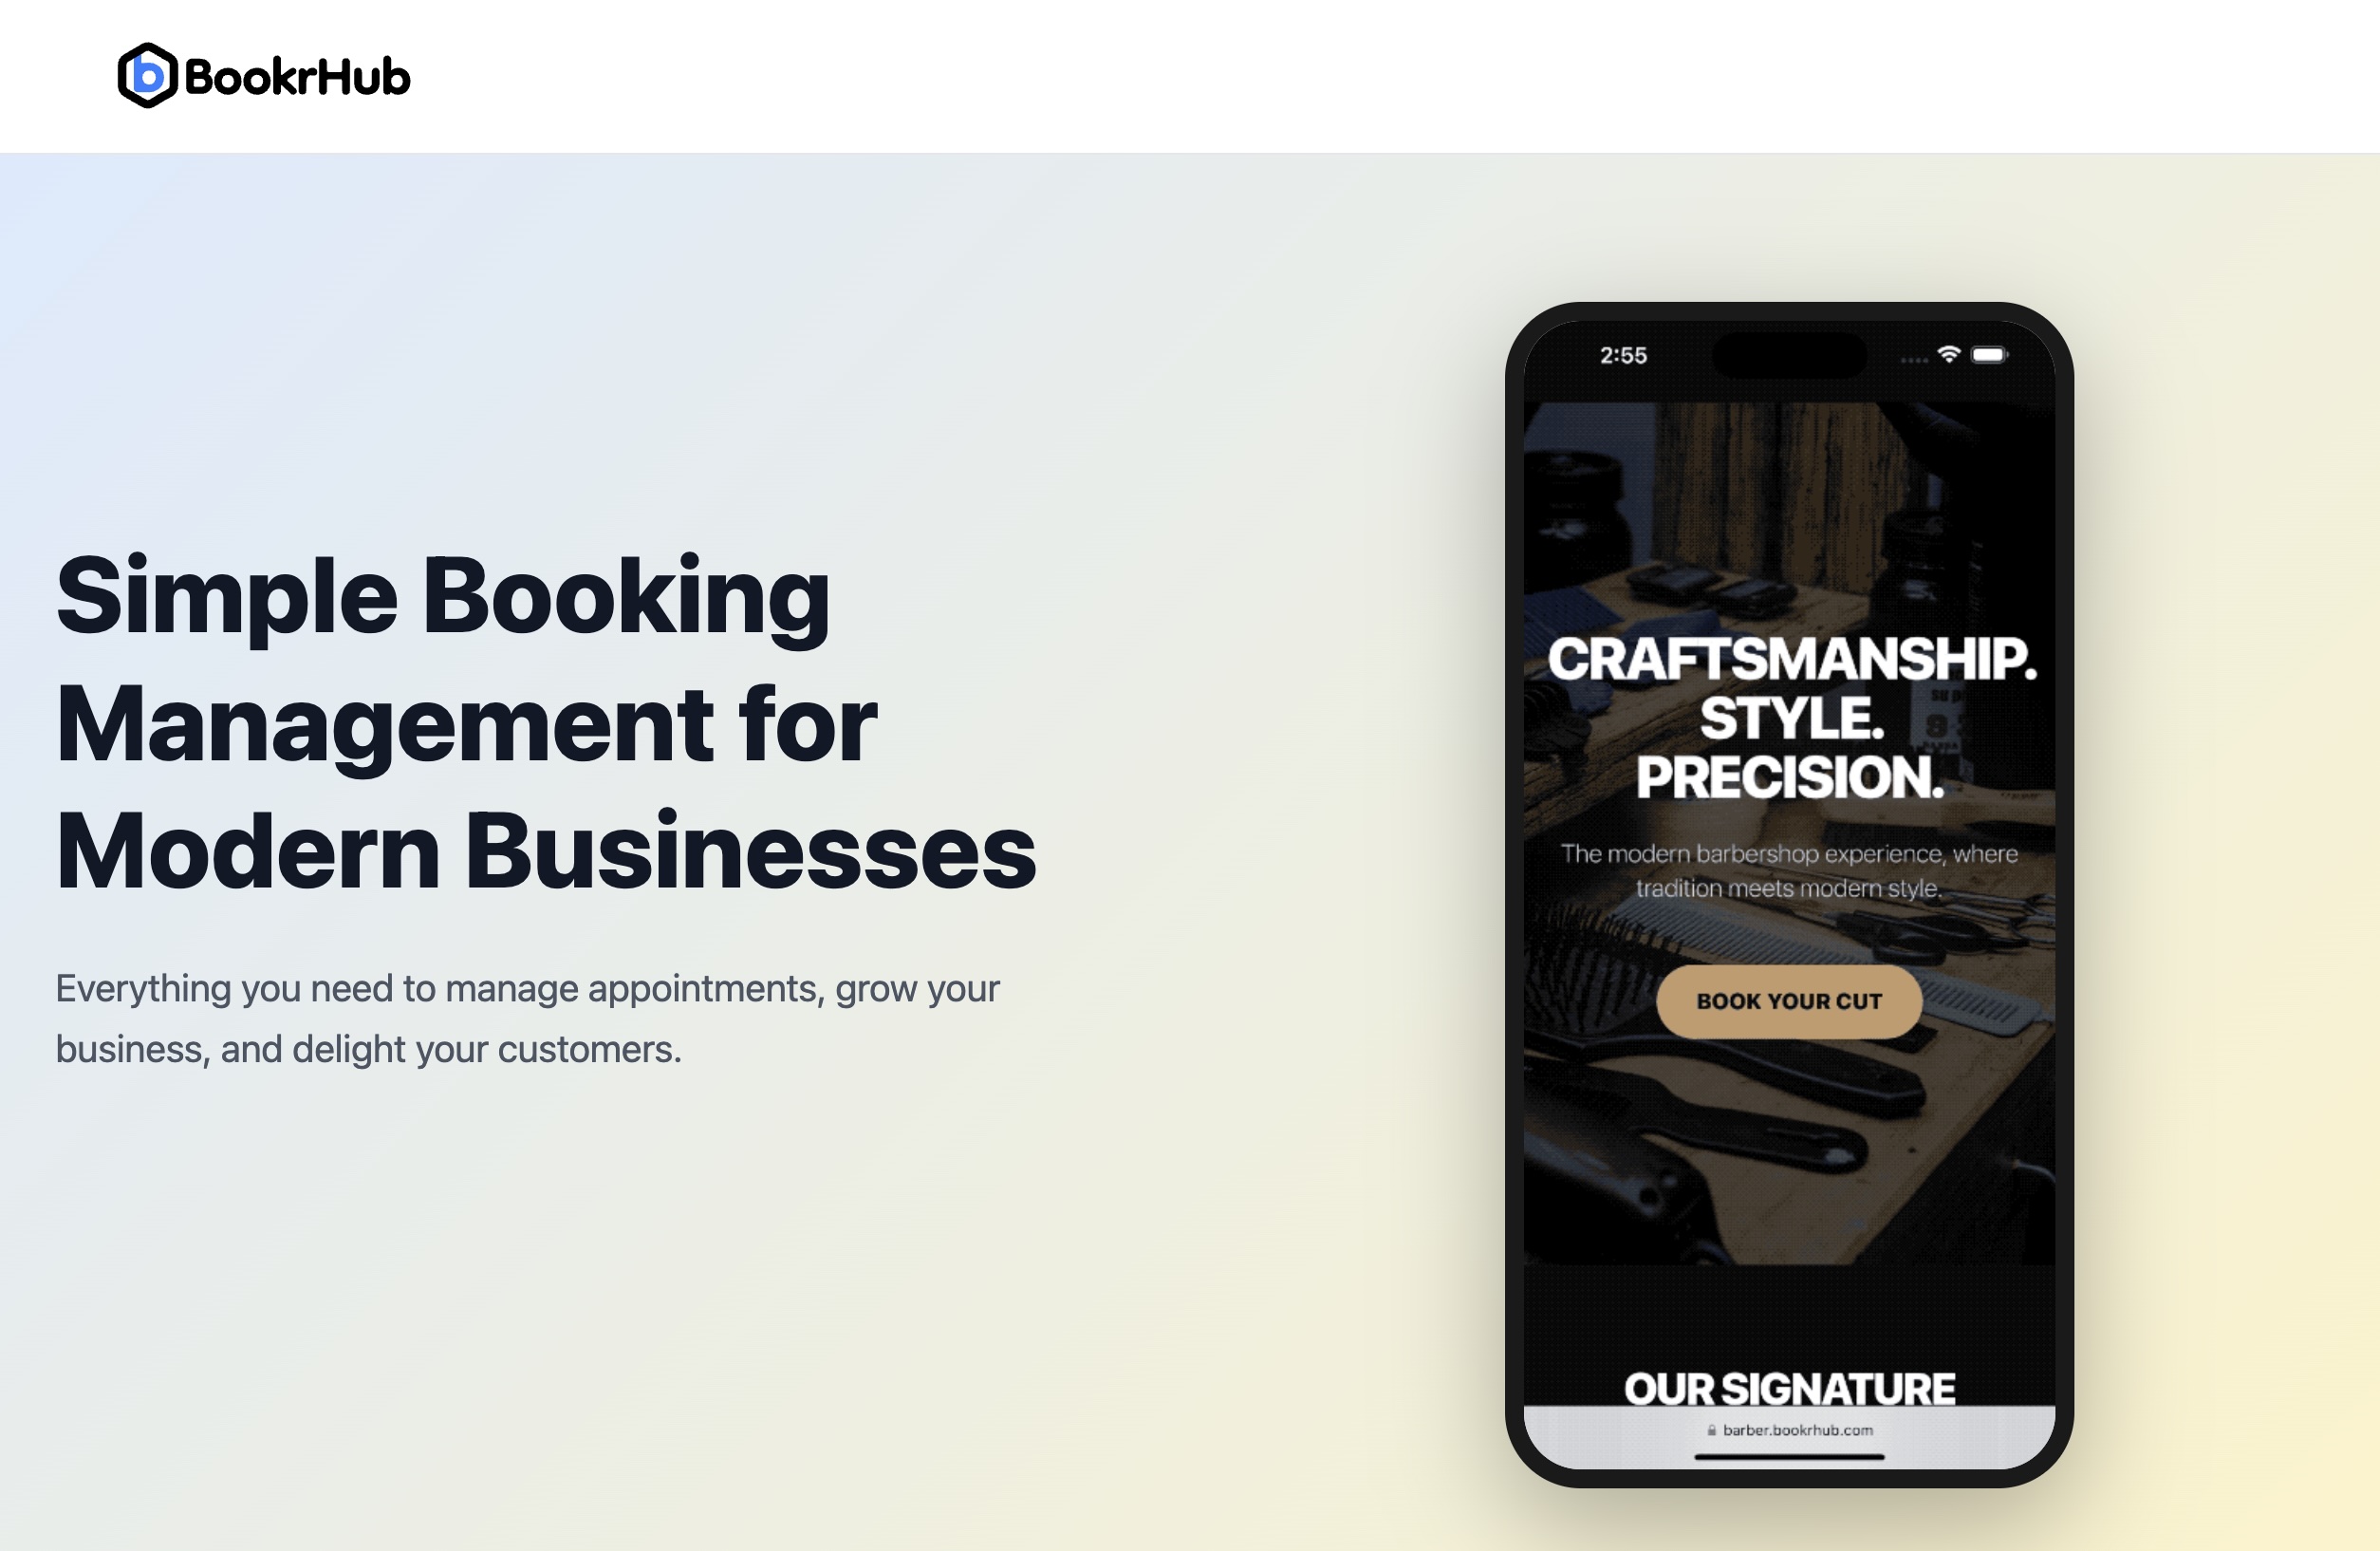 BookrHub
Simple Booking
Management for
Modern Businesses
Everything you need to manage appointments, grow your
business, and delight your customers.
2:55
CRAFTSMANSHIP.
STYLE.
PRECISION.
The modern barbershop experience, where
tradition meets modern style.
BOOK YOUR CUT
OUR SIGNATURE
barber.bookrhub.com